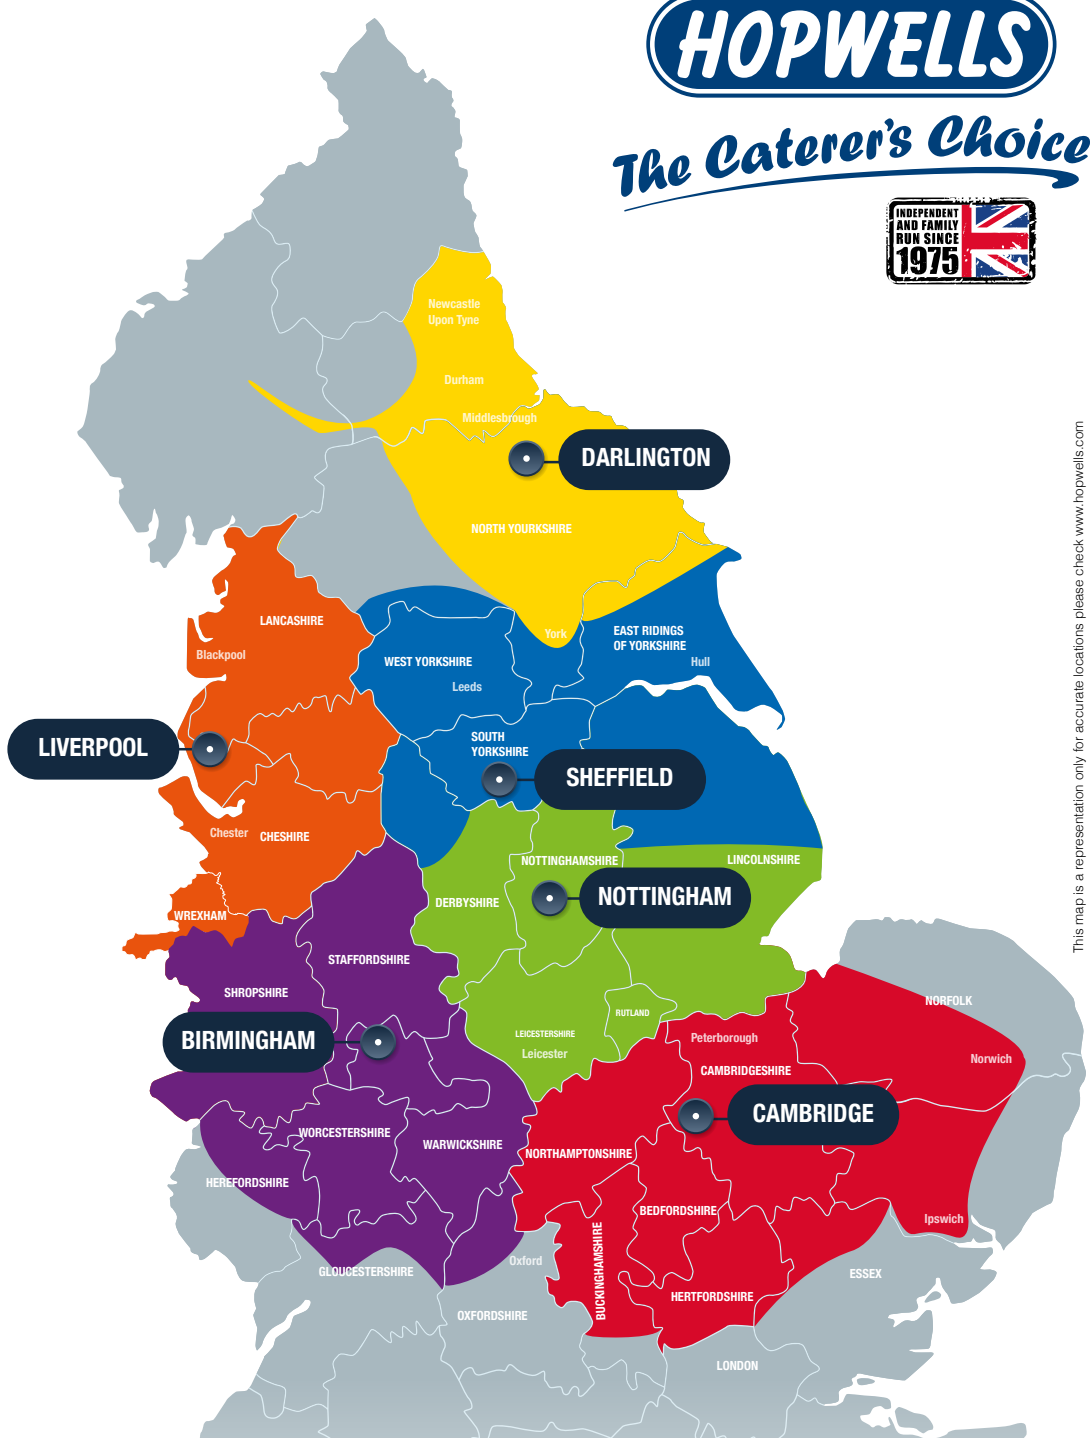 HOPWELLS
The Caterer's Choice
INDEPENDENT
AND FAMILY
RUN SINCE
1975
Newcastle
Upon Tyne
Durham
Middlesbrough
DARLINGTON
NORTH YOURKSHIRE
LANCASHIRE
Blackpool
York
EAST RIDINGS
OF YORKSHIRE
Hull
WEST YORKSHIRE
Leeds
LIVERPOOL
SOUTH
YORKSHIRE
SHEFFIELD
Chester
CHESHIRE
NOTTINGHAMSHIRE
LINCOLNSHIRE
DERBYSHIRE
NOTTINGHAM
WREXHAM
STAFFORDSHIRE
SHROPSHIRE
NORFOLK
RUTLAND
LEICESTERSHIRE
Leicester
BIRMINGHAM
Peterborough
Norwich
CAMBRIDGESHIRE
CAMBRIDGE
WORCESTERSHIRE
WARWICKSHIRE
NORTHAMPTONSHIRE
HEREFORDSHIRE
BEDFORDSHIRE
Ipswich
BUCKINGHAMSHIRE
Oxford
GLOUCESTERSHIRE
ESSEX
HERTFORDSHIRE
OXFORDSHIRE
LONDON
This map is a representation only for accurate locations please check www.hopwells.com